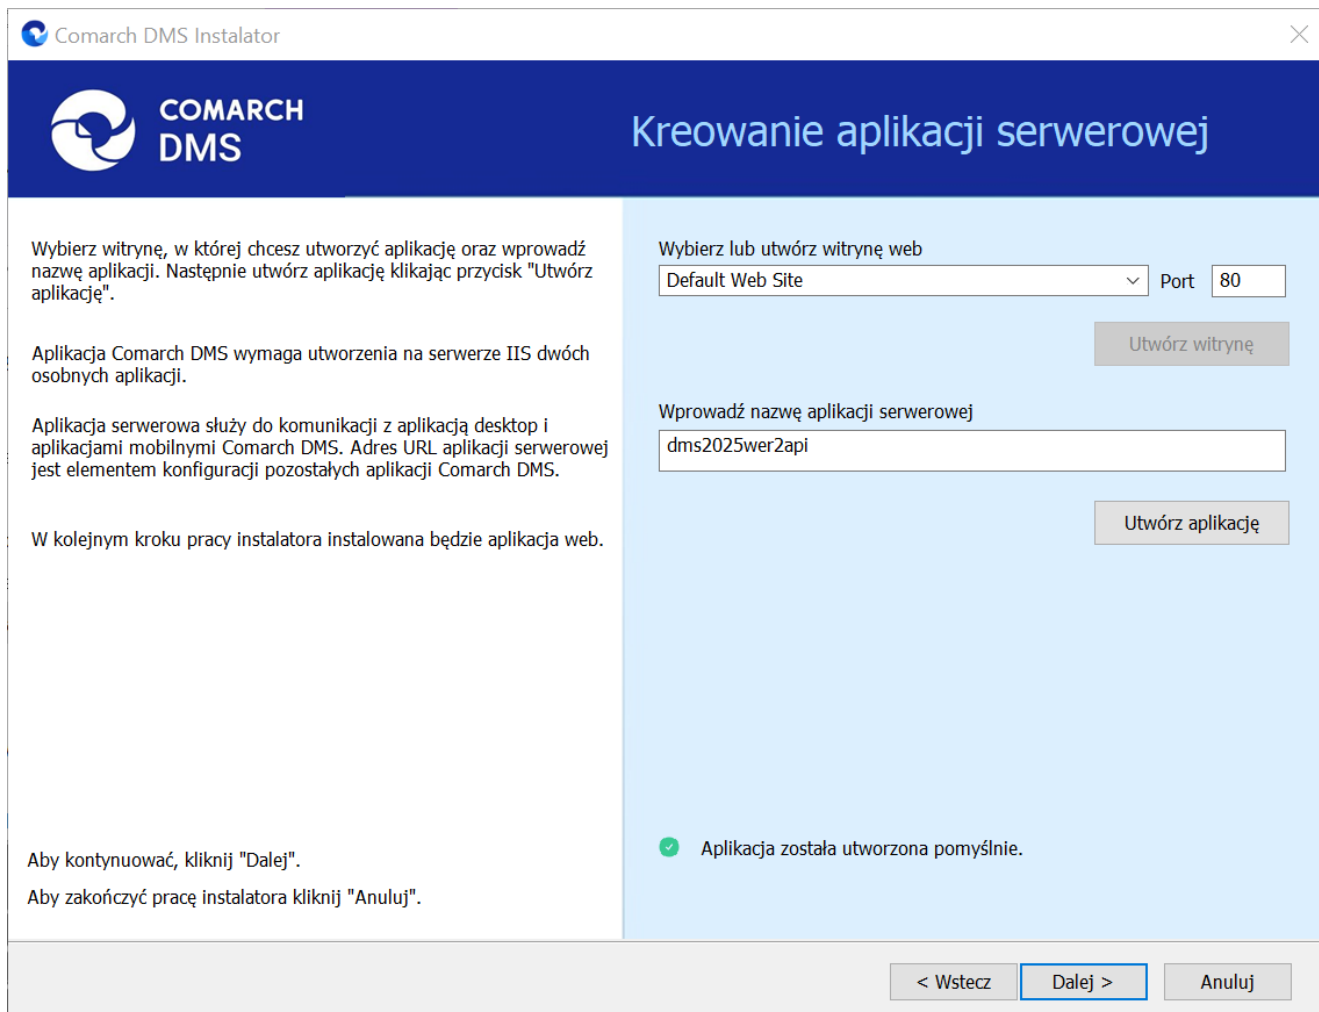 Comarch DMS Instalator
COMARCH
DMS
Kreowanie aplikacji serwerowej
Wybierz witrynę, w której chcesz utworzyć aplikację oraz wprowadź
nazwę aplikacji. Następnie utwórz aplikację klikając przycisk "Utwórz
aplikację".
Aplikacja Comarch DMS wymaga utworzenia na serwerze IIS dwóch
osobnych aplikacji.
Aplikacja serwerowa służy do komunikacji z aplikacją desktop i
aplikacjami mobilnymi Comarch DMS. Adres URL aplikacji serwerowej
jest elementem konfiguracji pozostałych aplikacji Comarch DMS.
W kolejnym kroku pracy instalatora instalowana będzie aplikacja web.
Aby kontynuować, kliknij "Dalej".
Aby zakończyć pracę instalatora kliknij "Anuluj".
Wybierz lub utwórz witrynę web
Default Web Site Port 80
Utwórz witrynę
Wprowadź nazwę aplikacji serwerowej
dms2025wer2api
Utwórz aplikację
Aplikacja została utworzona pomyślnie.
< Wstecz Dalej > Anuluj